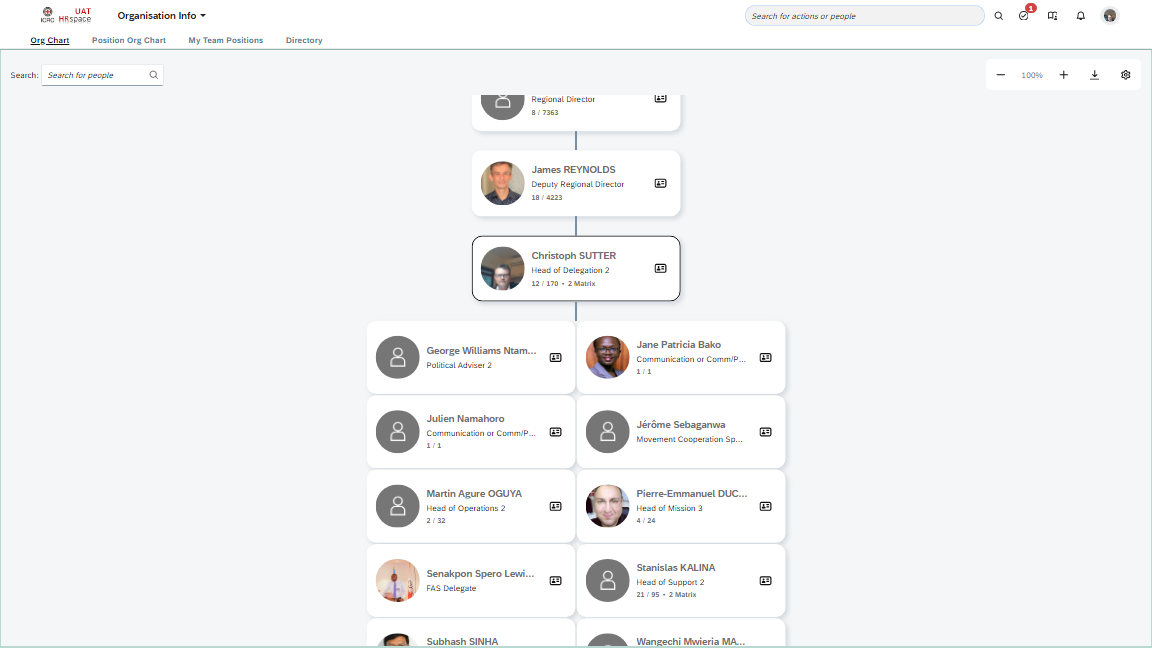 ICRC
UAT
HRspace
Organisation Info
Search for actions or people
1
Org Chart
Position Org Chart
My Team Positions
Directory
Search:
Search for people
100%
Regional Director
8 / 7363
James REYNOLDS
Deputy Regional Director
18 / 4223
Christoph SUTTER
Head of Delegation 2
12 / 170 • 2 Matrix
George Williams Ntam...
Political Adviser 2
Jane Patricia Bako
Communication or Comm/P...
1 / 1
Julien Namahoro
Communication or Comm/P...
1 / 1
Jérôme Sebaganwa
Movement Cooperation Sp...
Martin Agure OGUYA
Head of Operations 2
2 / 32
Pierre-Emmanuel DUC...
Head of Mission 3
4 / 24
Senakpon Spero Lewi...
FAS Delegate
Stanislas KALINA
Head of Support 2
21 / 95 • 2 Matrix
Subhash SINHA
Wangechi Mwieria MA...